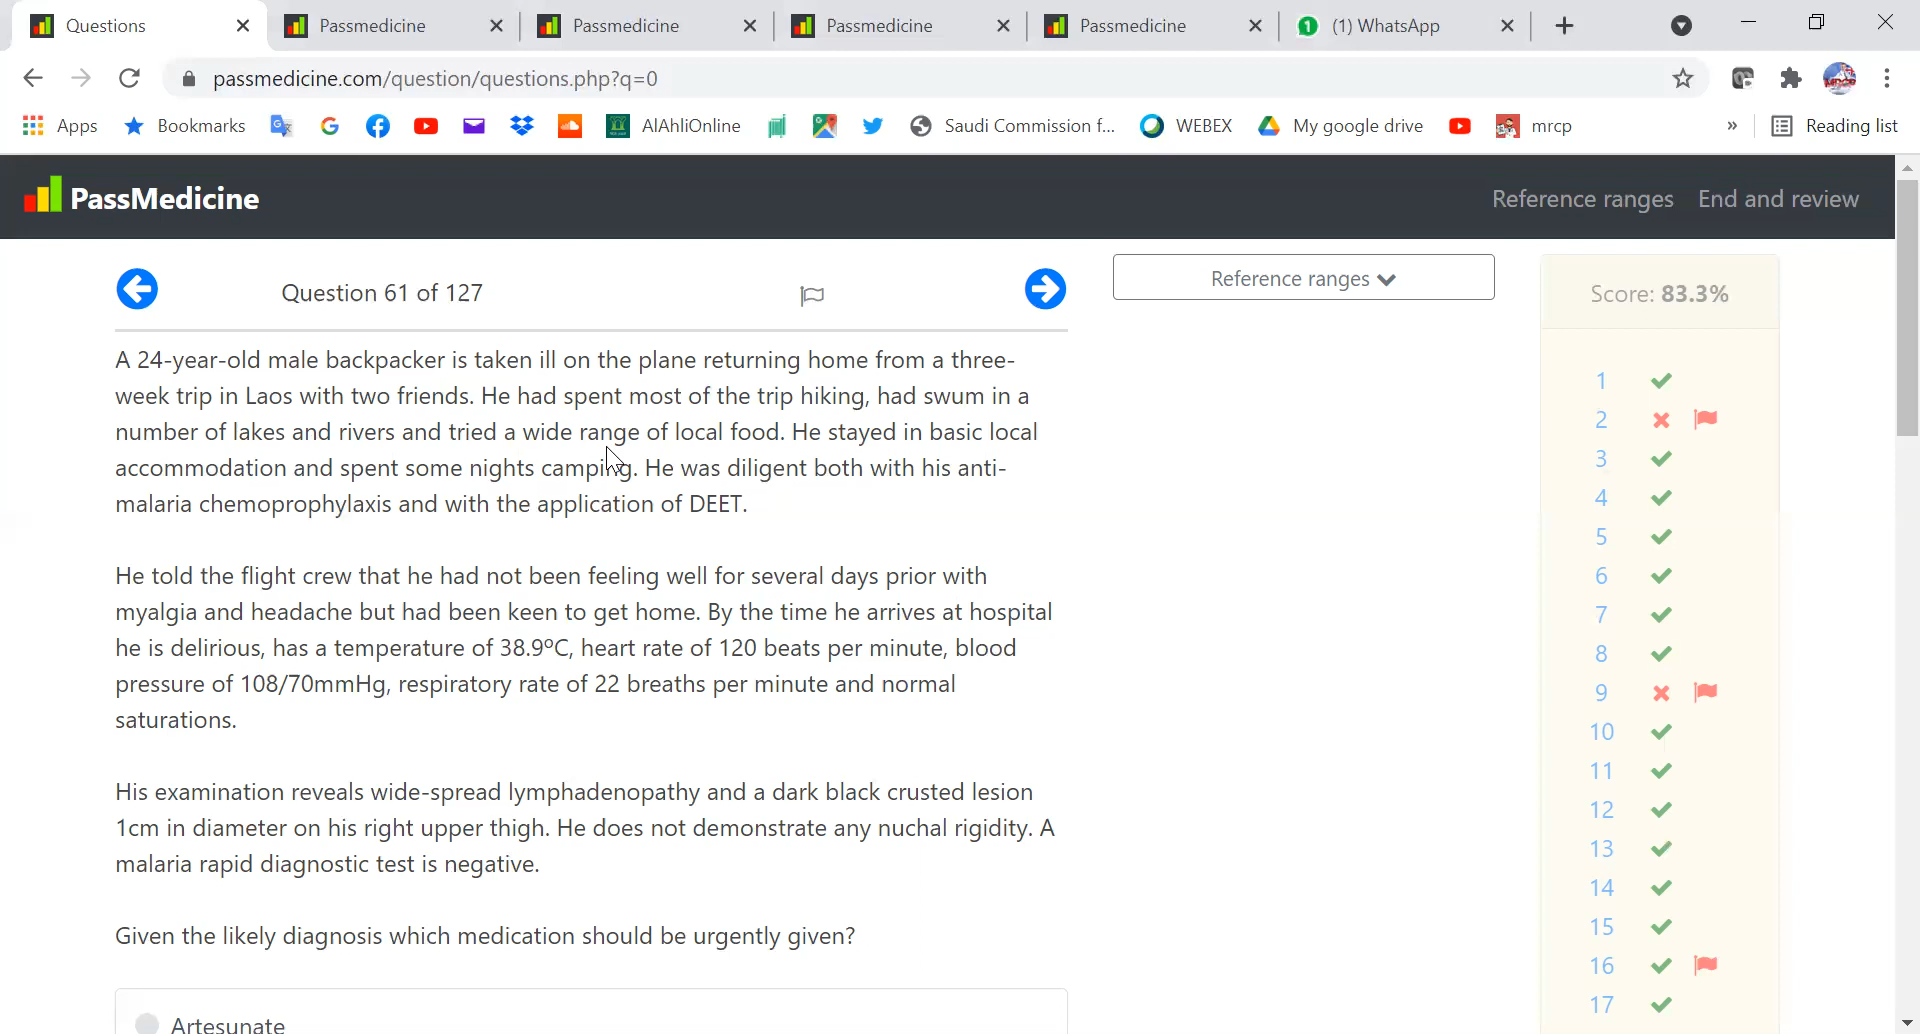 Questions
Passmedicine
Passmedicine
Passmedicine
Passmedicine
1
(1) WhatsApp
passmedicine.com/question/questions.php?q=0
Apps
Bookmarks
AlAhliOnline
Saudi Commission f...
WEBEX
My google drive
mrcp
»
Reading list
PassMedicine
Reference ranges
End and review
Question 61 of 127
Reference ranges
Score: 83.3%
A 24-year-old male backpacker is taken ill on the plane returning home from a three-
week trip in Laos with two friends. He had spent most of the trip hiking, had swum in a
number of lakes and rivers and tried a wide range of local food. He stayed in basic local
accommodation and spent some nights camping. He was diligent both with his anti-
malaria chemoprophylaxis and with the application of DEET.
He told the flight crew that he had not been feeling well for several days prior with
myalgia and headache but had been keen to get home. By the time he arrives at hospital
he is delirious, has a temperature of 38.9ºC, heart rate of 120 beats per minute, blood
pressure of 108/70mmHg, respiratory rate of 22 breaths per minute and normal
saturations.
His examination reveals wide-spread lymphadenopathy and a dark black crusted lesion
1cm in diameter on his right upper thigh. He does not demonstrate any nuchal rigidity. A
malaria rapid diagnostic test is negative.
Given the likely diagnosis which medication should be urgently given?
Artesunate
1
2
3
4
5
6
7
8
9
10
11
12
13
14
15
16
17